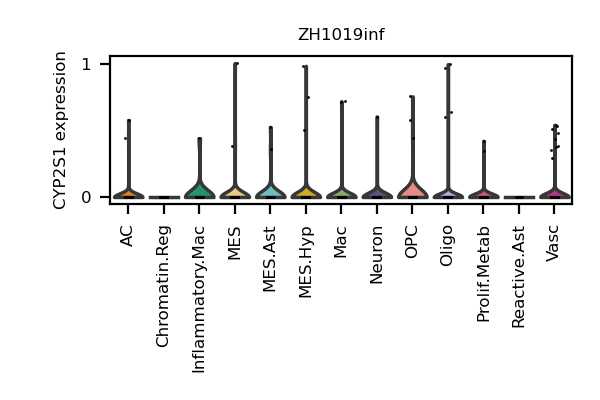 ZH1019inf
CYP2S1 expression
1
0
AC
Chromatin.Reg
Inflammatory.Mac
MES
MES.Ast
MES.Hyp
Mac
Neuron
OPC
Oligo
Prolif.Metab
Reactive.Ast
Vasc